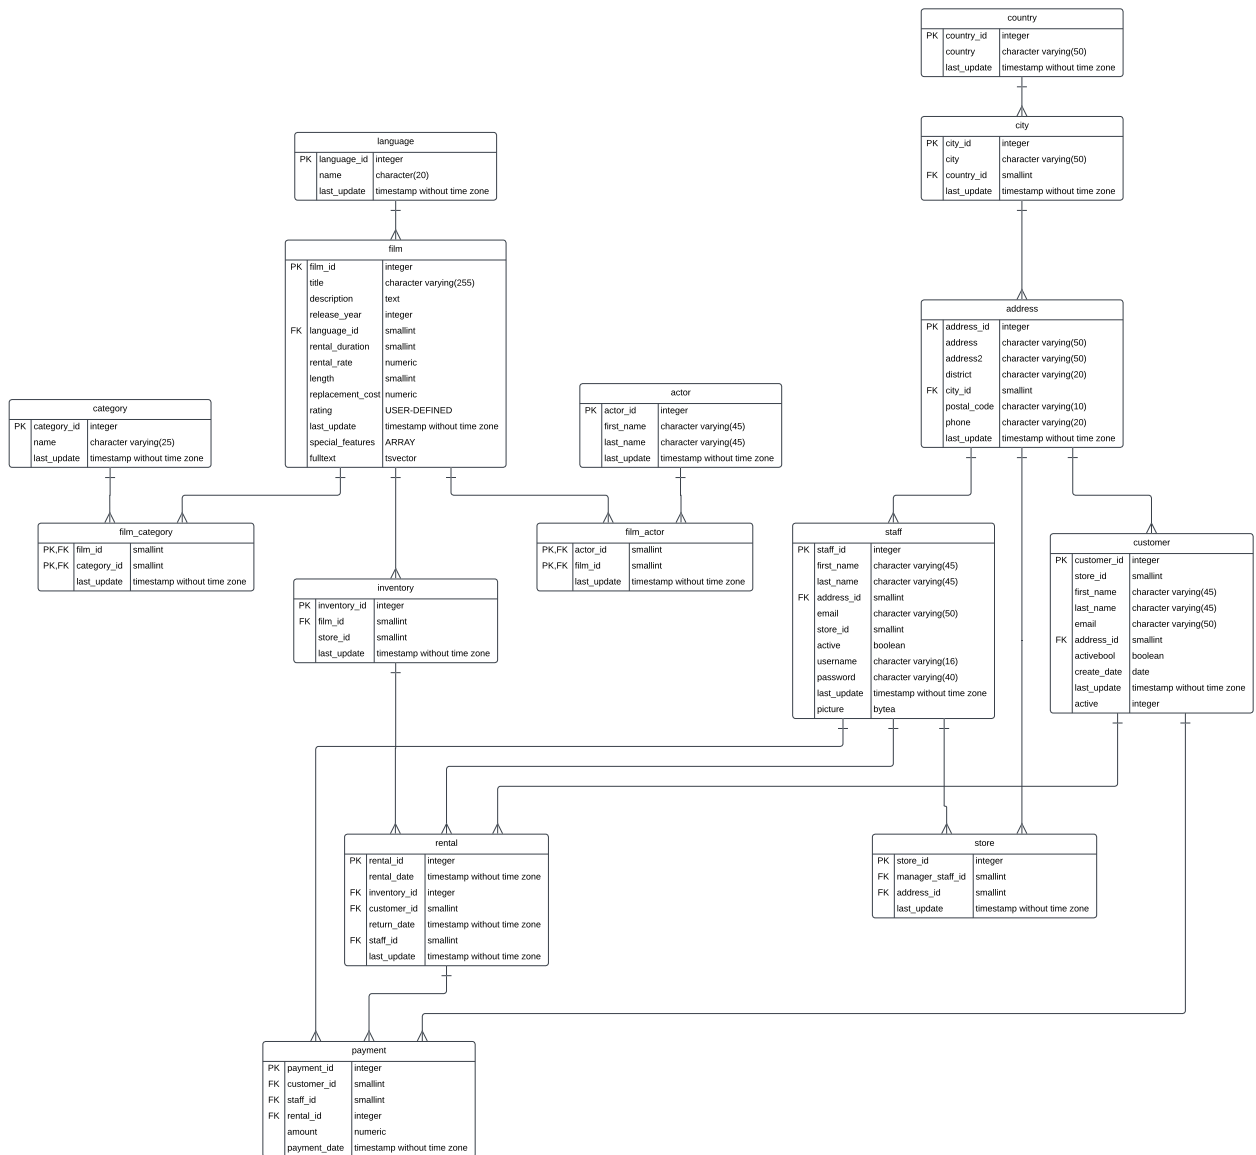 country
PK country_id integer
country character varying(50)
last_update timestamp without time zone
city
PK city_id integer
city character varying(50)
FK country_id smallint
last_update timestamp without time zone
language
PK language_id integer
name character(20)
last_update timestamp without time zone
film
PK film_id integer
title character varying(255)
description text
release_year integer
FK language_id smallint
rental_duration smallint
rental_rate numeric
length smallint
replacement_cost numeric
rating USER-DEFINED
last_update timestamp without time zone
special_features ARRAY
fulltext tsvector
address
PK address_id integer
address character varying(50)
address2 character varying(50)
district character varying(20)
FK city_id smallint
postal_code character varying(10)
phone character varying(20)
last_update timestamp without time zone
category
PK category_id integer
name character varying(25)
last_update timestamp without time zone
actor
PK actor_id integer
first_name character varying(45)
last_name character varying(45)
last_update timestamp without time zone
film_category
PK,FK film_id smallint
PK,FK category_id smallint
last_update timestamp without time zone
film_actor
PK,FK actor_id smallint
PK,FK film_id smallint
last_update timestamp without time zone
inventory
PK inventory_id integer
FK film_id smallint
store_id smallint
last_update timestamp without time zone
staff
PK staff_id integer
first_name character varying(45)
last_name character varying(45)
FK address_id smallint
email character varying(50)
store_id smallint
active boolean
username character varying(16)
password character varying(40)
last_update timestamp without time zone
picture bytea
customer
PK customer_id integer
store_id smallint
first_name character varying(45)
last_name character varying(45)
email character varying(50)
FK address_id smallint
activebool boolean
create_date date
last_update timestamp without time zone
active integer
rental
PK rental_id integer
rental_date timestamp without time zone
FK inventory_id integer
FK customer_id smallint
return_date timestamp without time zone
FK staff_id smallint
last_update timestamp without time zone
store
PK store_id integer
FK manager_staff_id smallint
FK address_id smallint
last_update timestamp without time zone
payment
PK payment_id integer
FK customer_id smallint
FK staff_id smallint
FK rental_id integer
amount numeric
payment_date timestamp without time zone